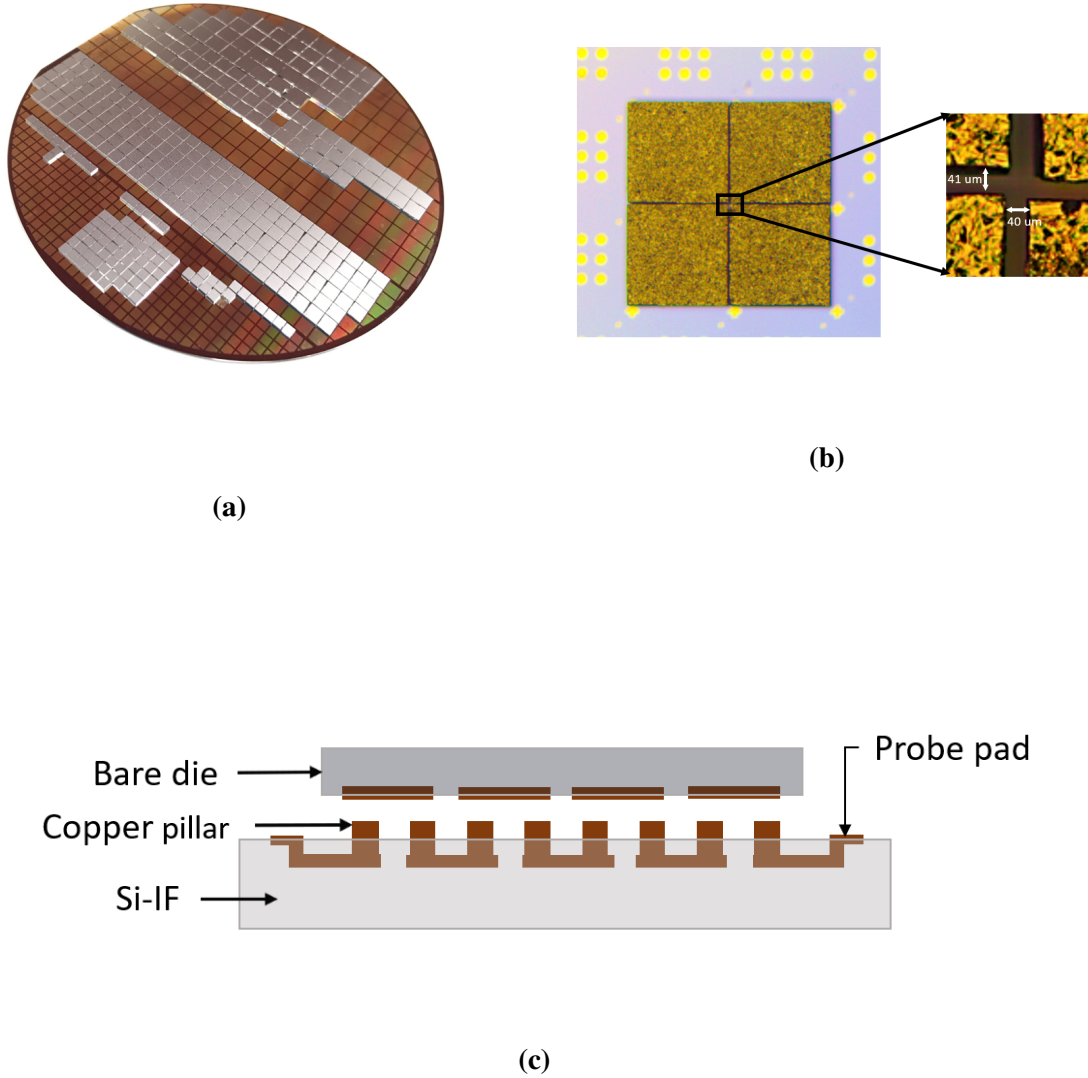 41 um
40 um
(b)
(a)
Bare die
Probe pad
Copper pillar
Si-IF
(c)